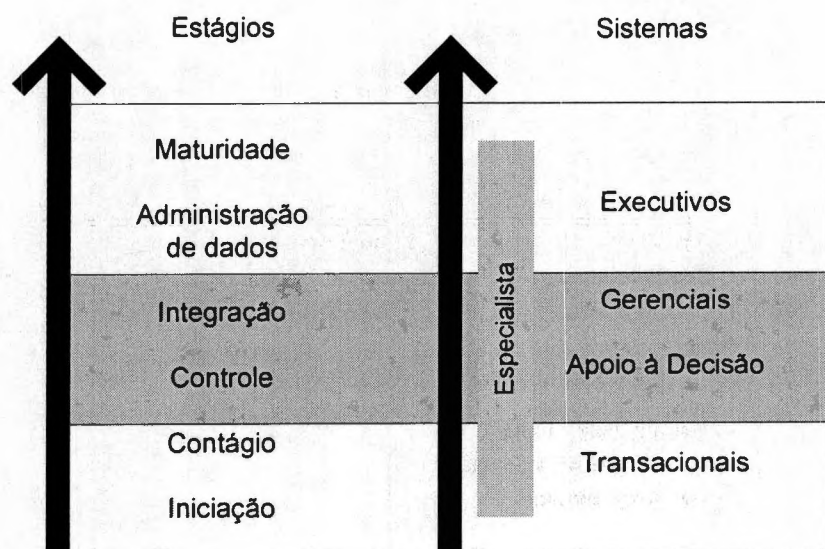 Estágios
Sistemas
Maturidade
Administração
de dados
Integração
Controle
Contágio
Iniciação
Especialista
Executivos
Gerenciais
Apoio à Decisão
Transacionais